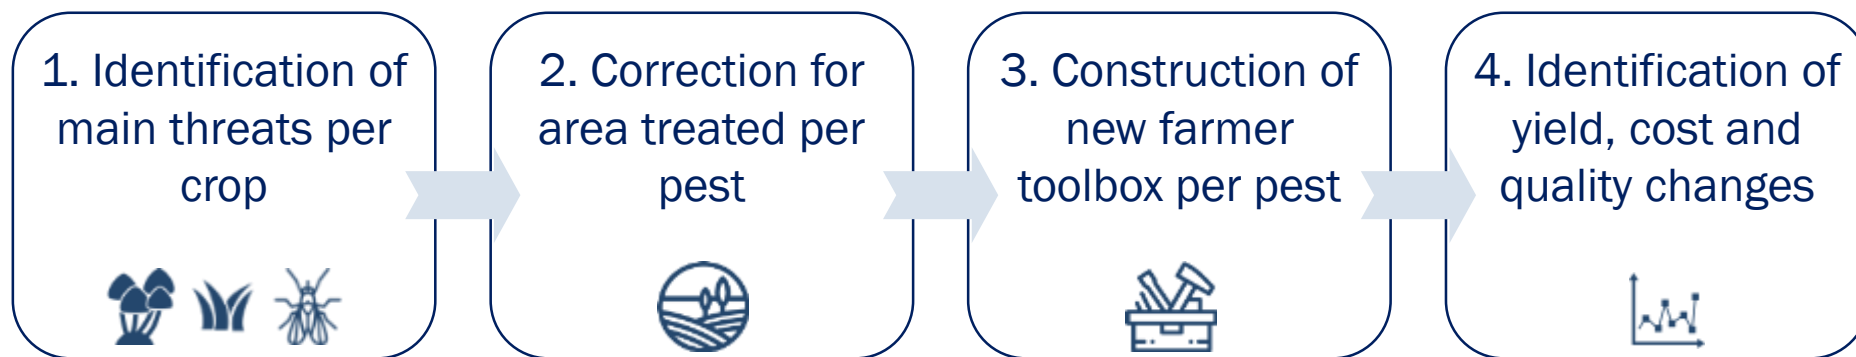 1. Identification of
main threats per
crop
2. Correction for
area treated per
pest
3. Construction of
new farmer
toolbox per pest
4. Identification of
yield, cost and
quality changes